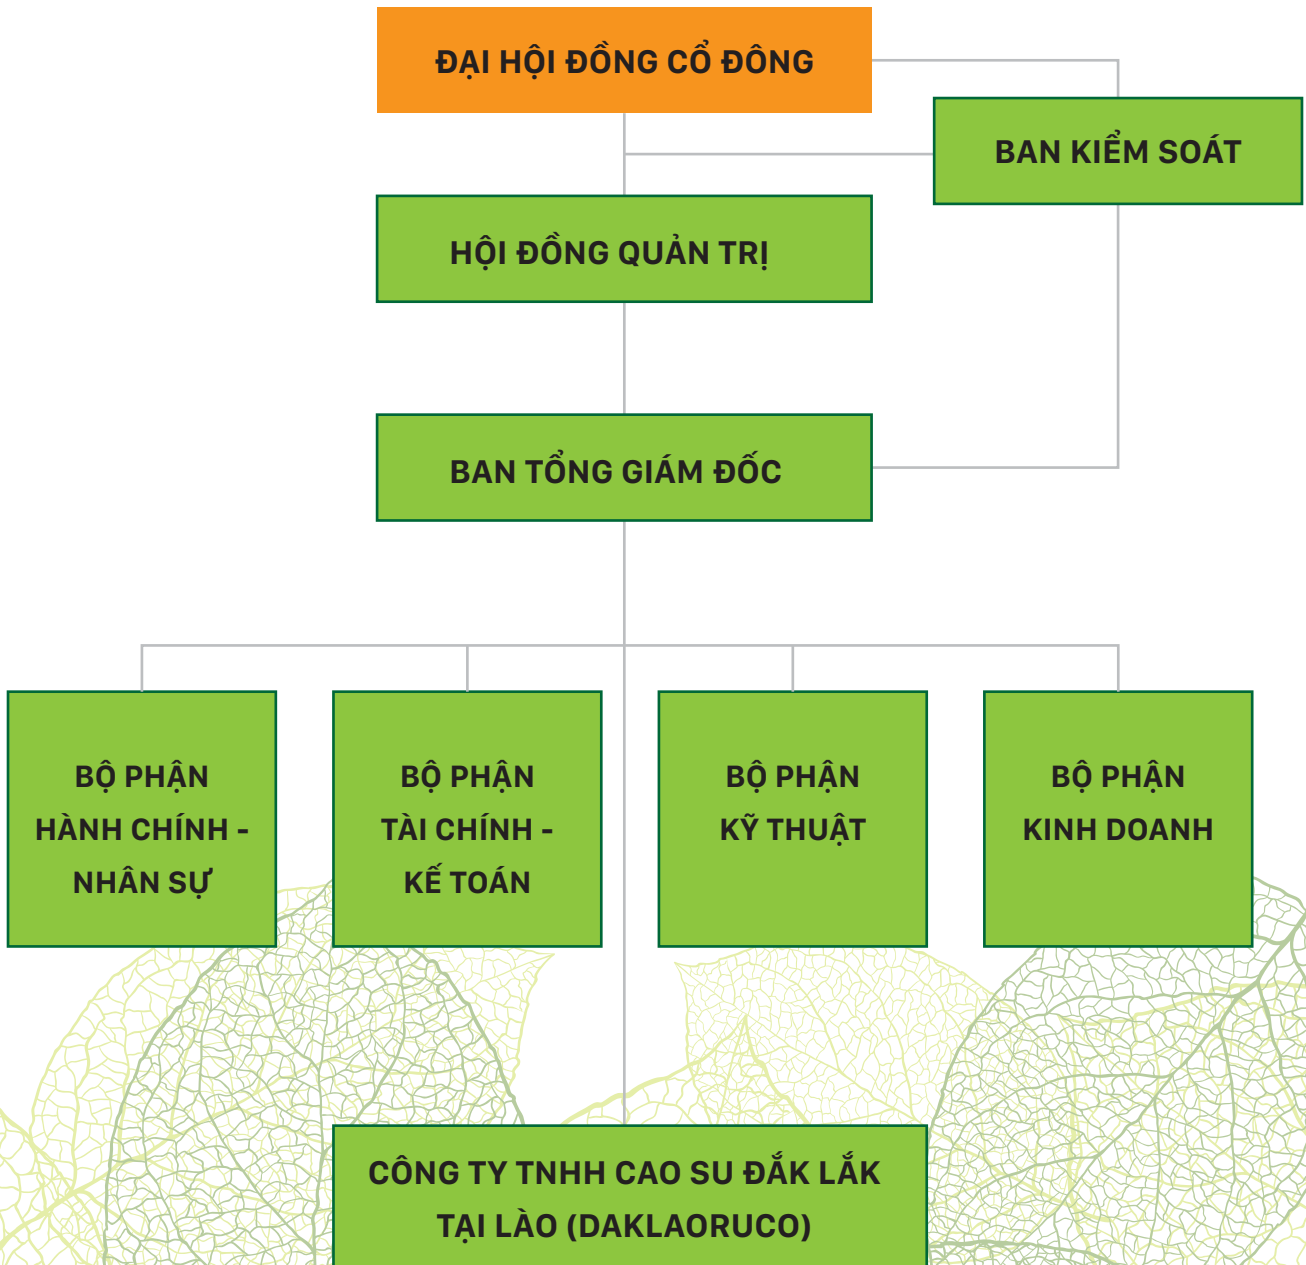 ĐẠI HỘI ĐỒNG CỔ ĐÔNG
BAN KIỂM SOÁT
HỘI ĐỒNG QUẢN TRỊ
BAN TỔNG GIÁM ĐỐC
BỘ PHẬN
HÀNH CHÍNH -
NHÂN SỰ
BỘ PHẬN
TÀI CHÍNH -
KẾ TOÁN
BỘ PHẬN
KỸ THUẬT
BỘ PHẬN
KINH DOANH
CÔNG TY TNHH CAO SU ĐẮK LẮK
TẠI LÀO (DAKLAORUCO)